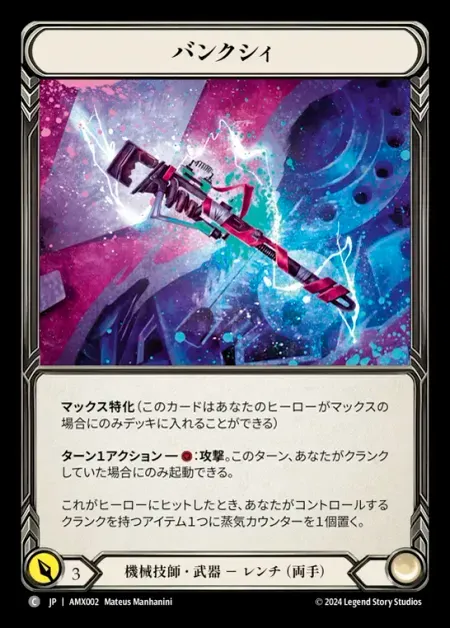 バンクシィ
マックス特化(このカードはあなたのヒーローがマックスの
場合にのみデッキに入れることができる)
ターン1アクション ー :攻撃。このターン、あなたがクランク
していた場合にのみ起動できる。
これがヒーローにヒットしたとき、あなたがコントロールする
クランクを持つアイテム1つに蒸気カウンターを1個置く。
3
機械技師・武器 ー レンチ (両手)
C JP | AMX002 Mateus Manhanini
© 2024 Legend Story Studios